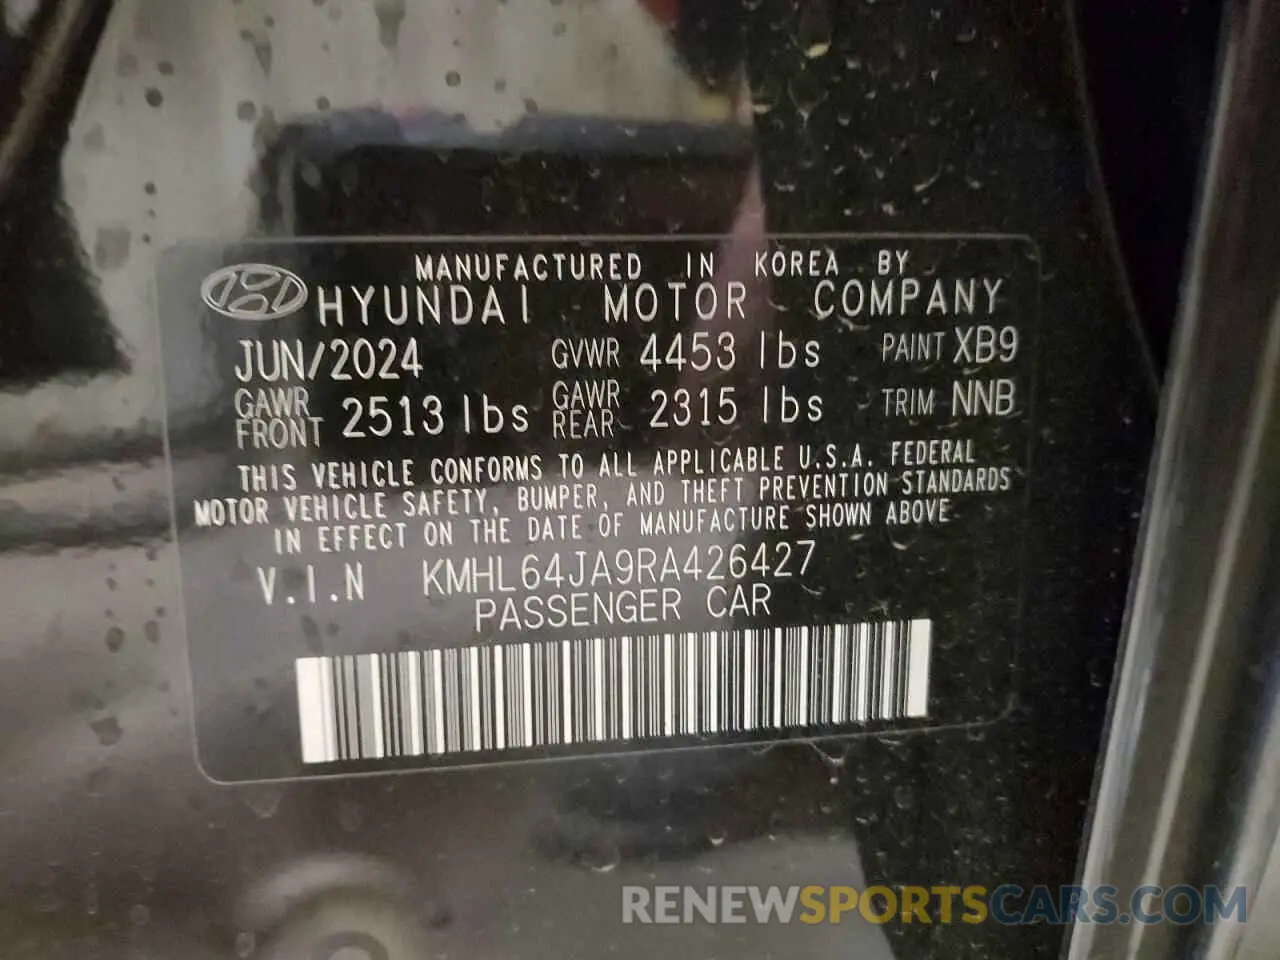 MANUFACTURED IN KOREA BY
HYUNDAI MOTOR COMPANY
JUN/2024 GVWR 4453 lbs PAINT XB9
GAWR FRONT 2513 lbs GAWR REAR 2315 lbs TRIM NNB
THIS VEHICLE CONFORMS TO ALL APPLICABLE U.S.A. FEDERAL
MOTOR VEHICLE SAFETY, BUMPER, AND THEFT PREVENTION STANDARDS
IN EFFECT ON THE DATE OF MANUFACTURE SHOWN ABOVE
V.I.N KMHL64JA9RA426427
PASSENGER CAR
RENEWSPORTSCARS.COM